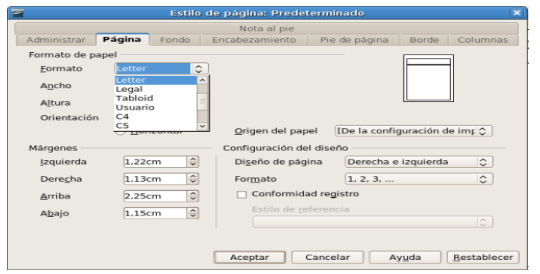 Estilo de página: Predeterminado
Nota al pie
Administrar Página Fondo Encabezamiento Pie de página Borde Columnas
Formato de papel
Formato Letter
Letter
Ancho
Legal
Tabloid
Altura
Usuario
Orientación
C4
C5
Horizontal
Origen del papel [De la configuración de imp
Márgenes
Configuración del diseño
Izquierda 1,22cm
Diseño de página Derecha e izquierda
Derecha 1,13cm
Formato 1, 2, 3, ...
Arriba 2,25cm
Conformidad registro
Abajo 1,15cm
Estilo de referencia
Aceptar Cancelar Ayuda Restablecer